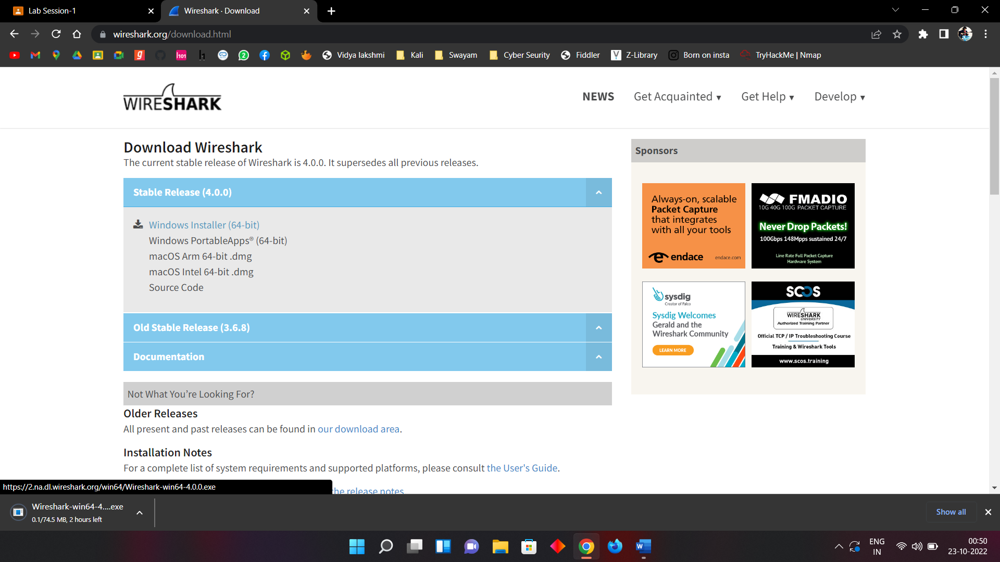 Lab Session-1
Wireshark · Download
wireshark.org/download.html
Vidya lakshmi
Kali
Swayam
Cyber Seurity
Fiddler
Z-Library
Born on insta
TryHackMe | Nmap
WIRESHARK
NEWS
Get Acquainted ▼
Get Help ▼
Develop ▼
Download Wireshark
The current stable release of Wireshark is 4.0.0. It supersedes all previous releases.
Stable Release (4.0.0)
Windows Installer (64-bit)
Windows PortableApps® (64-bit)
macOS Arm 64-bit .dmg
macOS Intel 64-bit .dmg
Source Code
Old Stable Release (3.6.8)
Documentation
Not What You’re Looking For?
Older Releases
All present and past releases can be found in our download area.
Installation Notes
For a complete list of system requirements and supported platforms, please consult the User's Guide.
the release notes
Sponsors
Always-on, scalable
Packet Capture
that integrates
with all your tools
endace
endace.com
FMADIO
10G 40G 100G PACKET CAPTURE
Never Drop Packets!
100Gbps 148Mpps sustained 24/7
Line Rate Full Packet Capture
Hardware System
sysdig
Creator of Falco
Sysdig Welcomes
Gerald and the
Wireshark Community
LEARN MORE
SCOS
WIRESHARK
UNIVERSITY
Authorized Training Partner
Official TCP / IP Troubleshooting Course
Training & Wireshark Tools
www.scos.training
https://2.na.dl.wireshark.org/win64/Wireshark-win64-4.0.0.exe
Wireshark-win64-4....exe
0.1/74.5 MB, 2 hours left
Show all
ENG
IN
00:50
23-10-2022